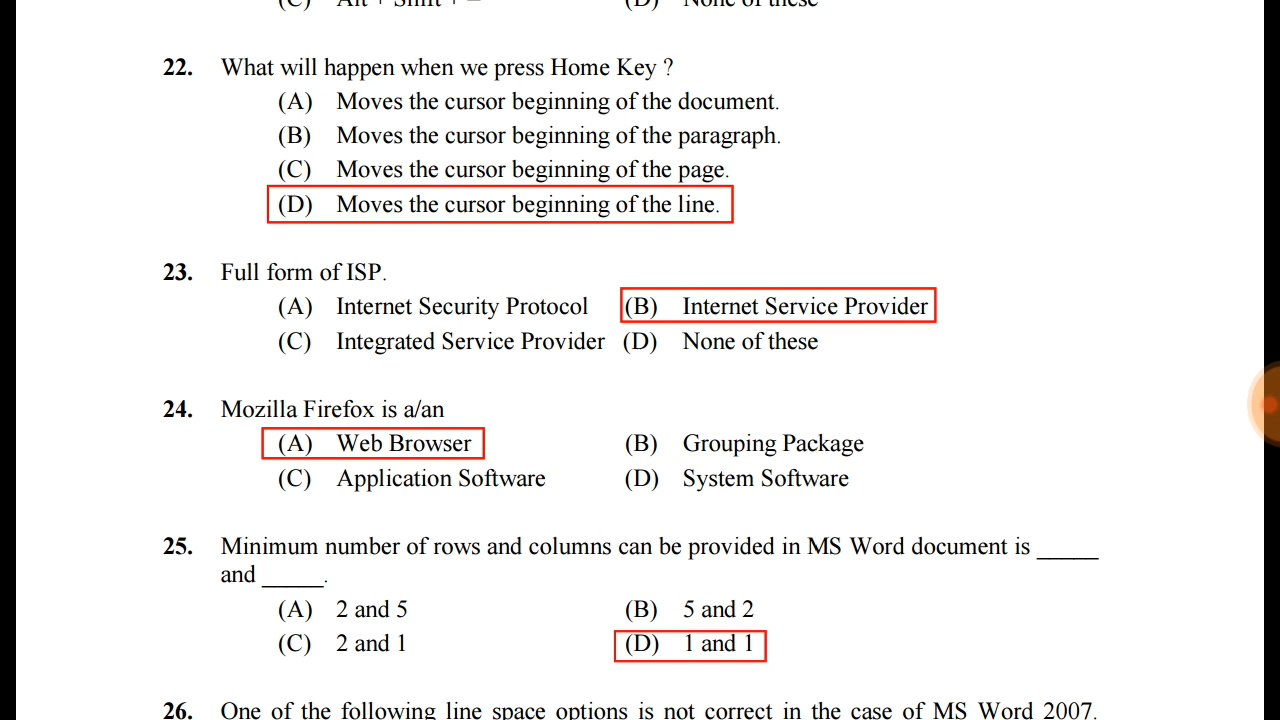 (C) Alt + Shift + = (D) None of these
22. What will happen when we press Home Key ?
(A) Moves the cursor beginning of the document.
(B) Moves the cursor beginning of the paragraph.
(C) Moves the cursor beginning of the page.
(D) Moves the cursor beginning of the line.
23. Full form of ISP.
(A) Internet Security Protocol (B) Internet Service Provider
(C) Integrated Service Provider (D) None of these
24. Mozilla Firefox is a/an
(A) Web Browser (B) Grouping Package
(C) Application Software (D) System Software
25. Minimum number of rows and columns can be provided in MS Word document is _____
and _____.
(A) 2 and 5 (B) 5 and 2
(C) 2 and 1 (D) 1 and 1
26. One of the following line space options is not correct in the case of MS Word 2007.